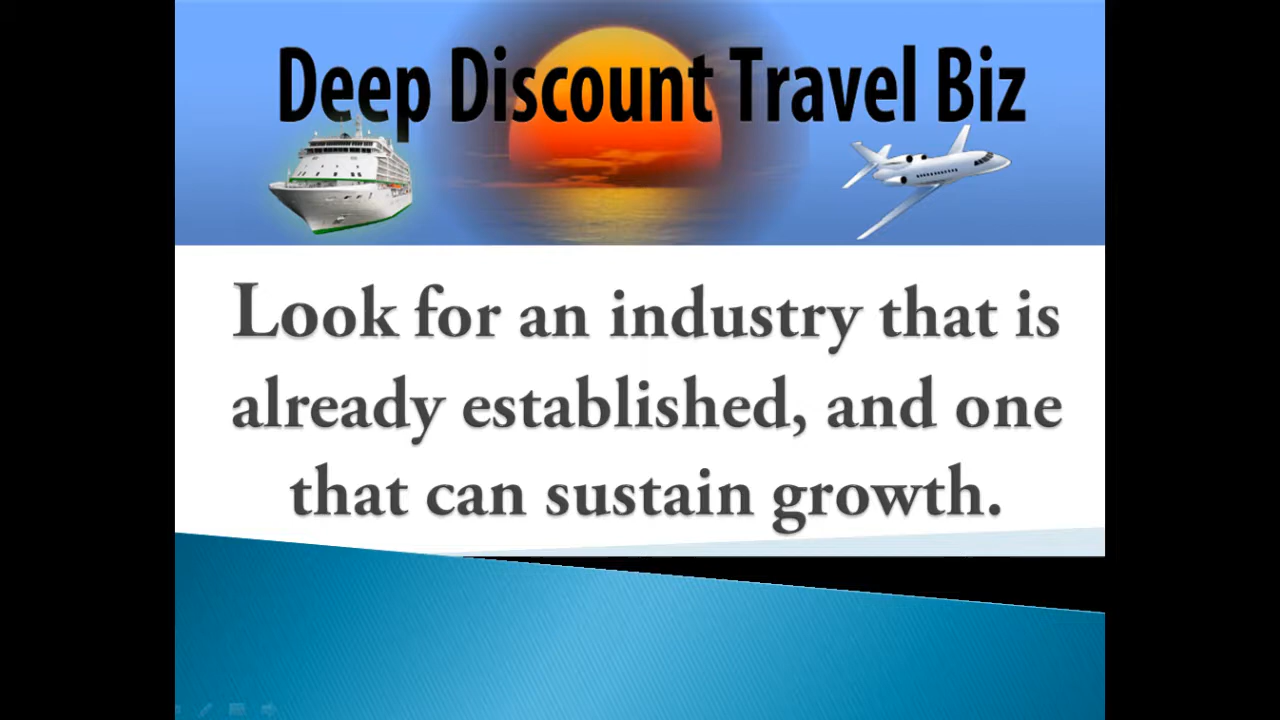 Deep Discount Travel Biz
Look for an industry that is
already established, and one
that can sustain growth.